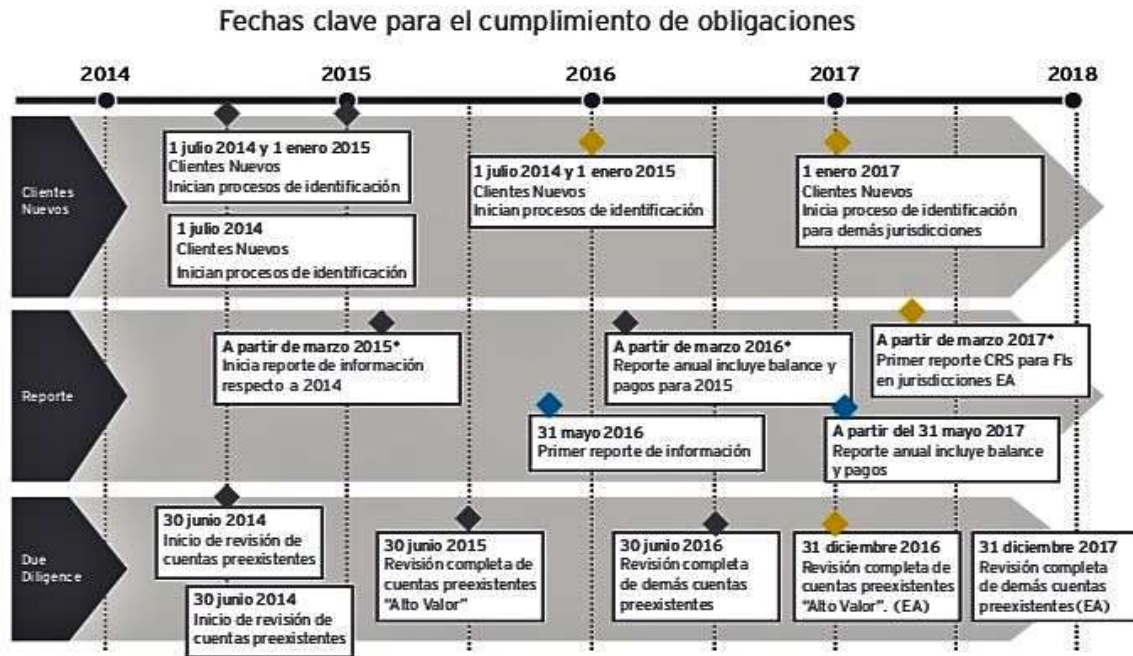 Fechas clave para el cumplimiento de obligaciones
2014
2015
2016
2017
2018
Clientes
Nuevos
1 julio 2014 y 1 enero 2015
Clientes Nuevos
Inician procesos de identificación
1 julio 2014
Clientes Nuevos
Inician procesos de identificación
1 julio 2014 y 1 enero 2015
Clientes Nuevos
Inician procesos de identificación
1 enero 2017
Clientes Nuevos
Inicia proceso de identificación
para demás jurisdicciones
Reporte
A partir de marzo 2015*
Inicia reporte de información
respecto a 2014
A partir de marzo 2016*
Reporte anual incluye balance y
pagos para 2015
A partir de marzo 2017*
Primer reporte CRS para FIs
en jurisdicciones EA
31 mayo 2016
Primer reporte de información
A partir del 31 mayo 2017
Reporte anual incluye balance
y pagos
Due
Diligence
30 junio 2014
Inicio de revisión de
cuentas preexistentes
30 junio 2014
Inicio de revisión de
cuentas preexistentes
30 junio 2015
Revisión completa de
cuentas preexistentes
“Alto Valor”
30 junio 2016
Revisión completa
de demás cuentas
preexistentes
31 diciembre 2016
Revisión completa de
cuentas preexistentes
“Alto Valor”. (EA)
31 diciembre 2017
Revisión completa
de demás cuentas
preexistentes (EA)